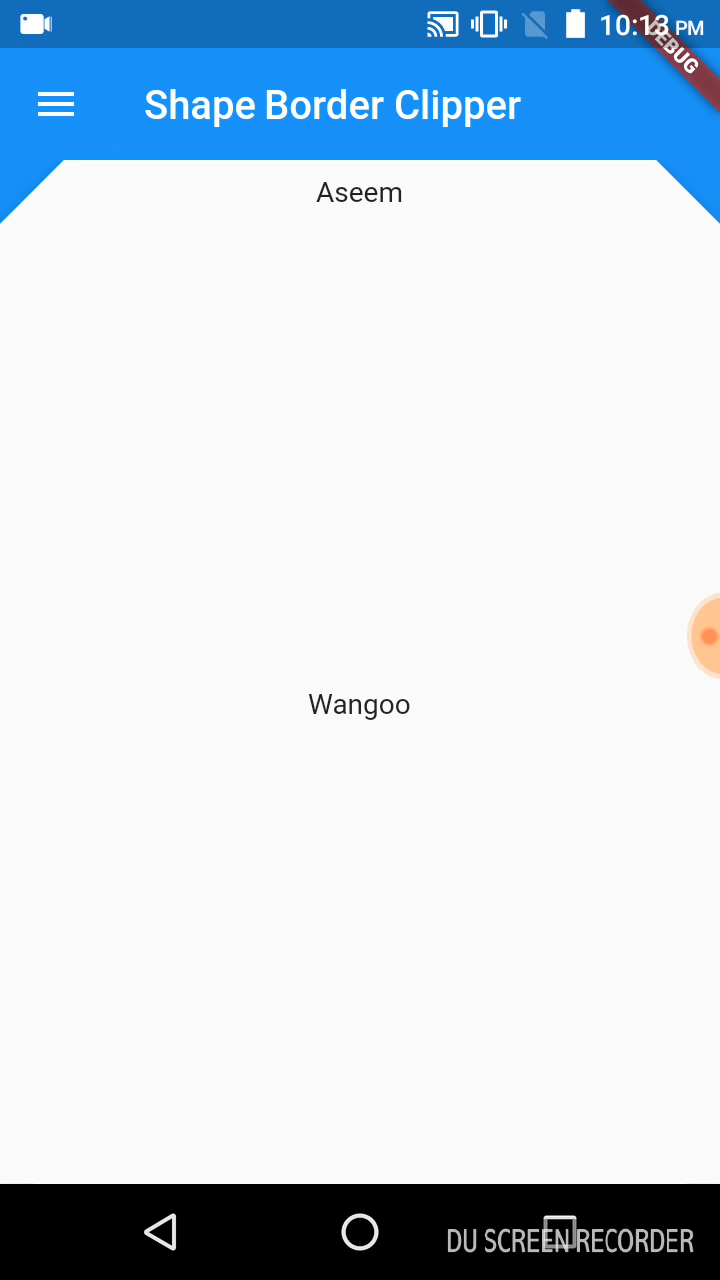 10:13 PM
DEBUG
Shape Border Clipper
Aseem
Wangoo
DU SCREEN RECORDER